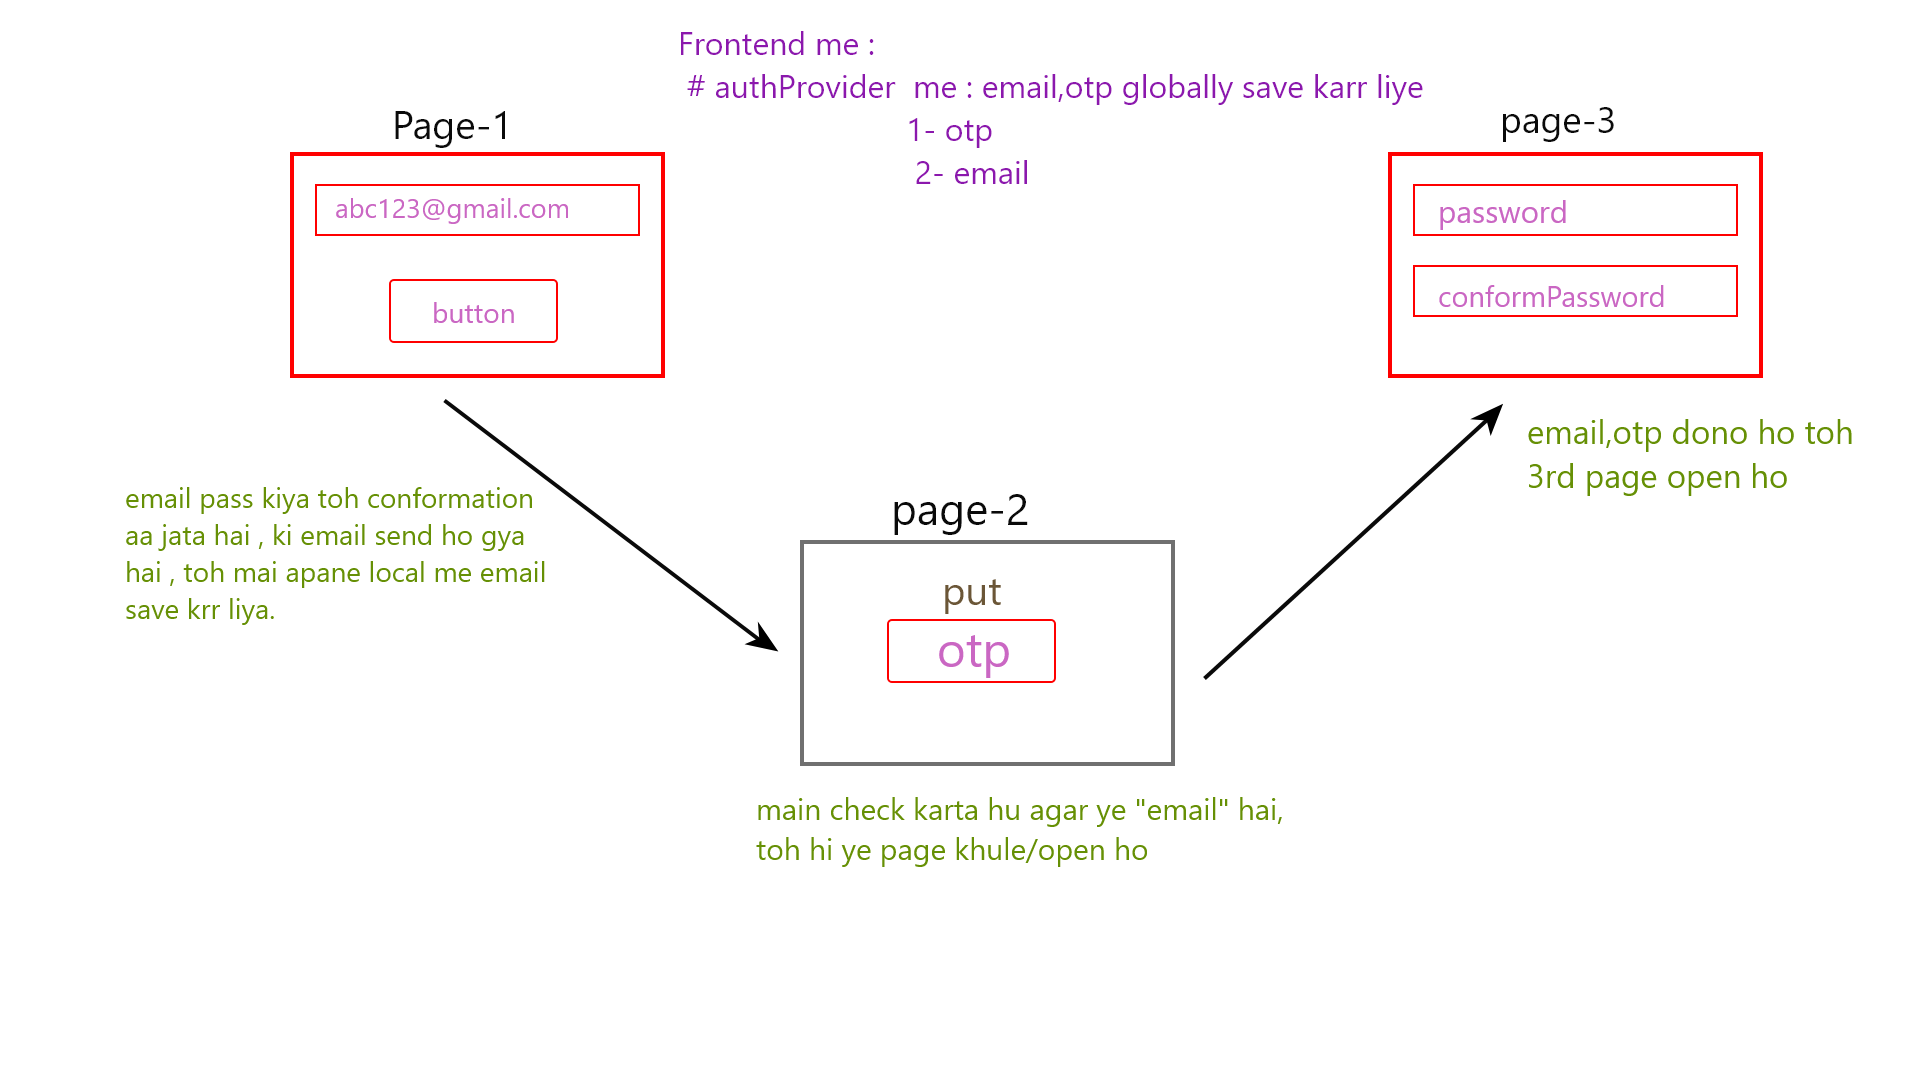 Frontend me :
# authProvider  me : email,otp globally save karr liye
1- otp
2- email
Page-1
abc123@gmail.com
button
email pass kiya toh conformation
aa jata hai , ki email send ho gya
hai , toh mai apane local me email
save krr liya.
page-2
put
otp
main check karta hu agar ye "email" hai,
toh hi ye page khule/open ho
page-3
password
conformPassword
email,otp dono ho toh
3rd page open ho